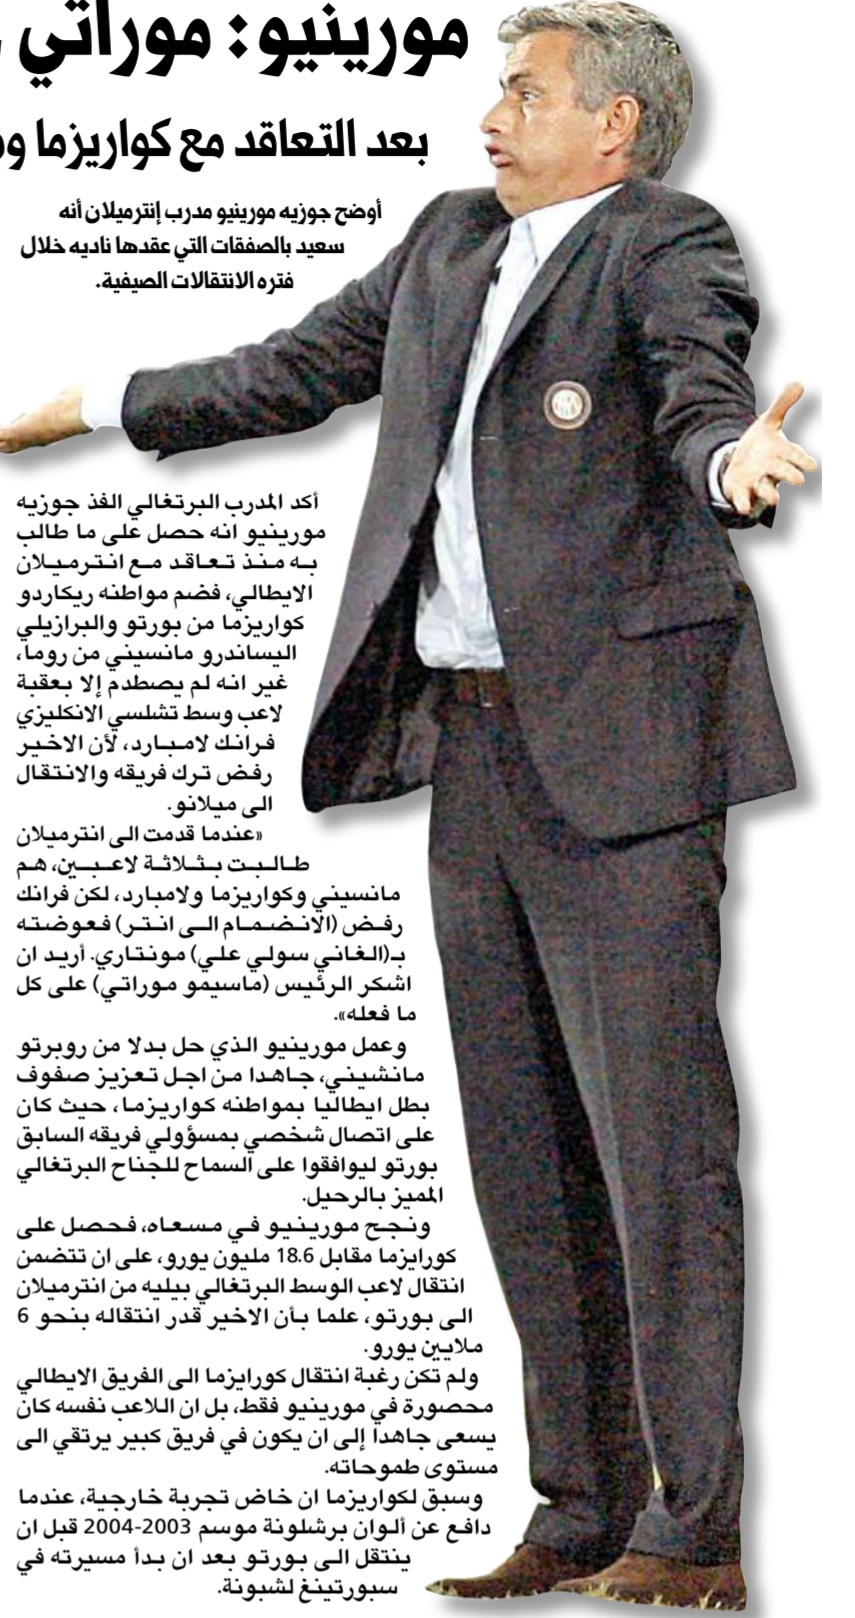 مورينيو: موراتي
بعد التعاقد مع كواريزما
أوضح جوزيه مورينيو مدرب إنترميلان أنه
سعيد بالصفقات التي عقدها ناديه خلال
فتره الانتقالات الصيفية.
أكد المدرب البرتغالي الفذ جوزيه
مورينيو انه حصل على ما طالب
به منذ تعاقد مع انترميلان
الايطالي، فضم مواطنه ريكاردو
كواريزما من بورتو والبرازيلي
اليساندرو مانسيني من روما،
غير انه لم يصطدم إلا بعقبة
لاعب وسط تشلسي الانكليزي
فرانك لامبارد، لأن الاخير
رفض ترك فريقه والانتقال
الى ميلانو.
«عندما قدمت الى انترميلان
طالبت بثلاثة لاعبين، هم
مانسيني وكواريزما ولامبارد، لكن فرانك
رفض (الانضمام الى انتر) فعوضته
بـ(الغاني سولي علي) مونتاري. أريد ان
اشكر الرئيس (ماسيمو موراتي) على كل
ما فعله».
وعمل مورينيو الذي حل بدلا من روبرتو
مانشيني، جاهدا من اجل تعزيز صفوف
بطل ايطاليا بمواطنه كواريزما، حيث كان
على اتصال شخصي بمسؤولي فريقه السابق
بورتو ليوافقوا على السماح للجناح البرتغالي
المميز بالرحيل.
ونجح مورينيو في مسعاه، فحصل على
كورايزما مقابل 18.6 مليون يورو، على ان تتضمن
انتقال لاعب الوسط البرتغالي بيليه من انترميلان
الى بورتو، علما بأن الاخير قدر انتقاله بنحو 6
ملايين يورو.
ولم تكن رغبة انتقال كورايزما الى الفريق الايطالي
محصورة في مورينيو فقط، بل ان اللاعب نفسه كان
يسعى جاهدا إلى ان يكون في فريق كبير يرتقي الى
مستوى طموحاته.
وسبق لكواريزما ان خاض تجربة خارجية، عندما
دافع عن ألوان برشلونة موسم 2003-2004 قبل ان
ينتقل الى بورتو بعد ان بدأ مسيرته في
سبورتينغ لشبونة.